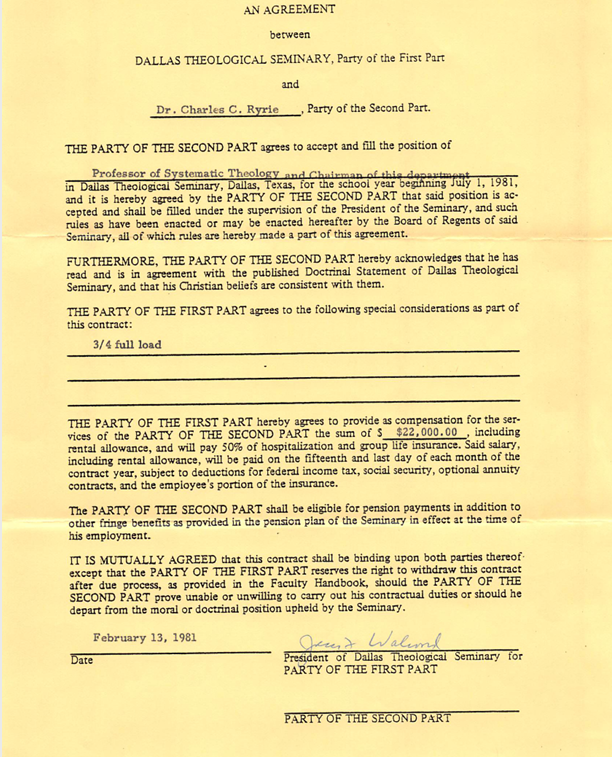 AN AGREEMENT
between
DALLAS THEOLOGICAL SEMINARY, Party of the First Part
and
Dr. Charles C. Ryrie , Party of the Second Part.
THE PARTY OF THE SECOND PART agrees to accept and fill the position of
Professor of Systematic Theology and Chairman of this department
in Dallas Theological Seminary, Dallas, Texas, for the school year beginning July 1, 1981,
and it is hereby agreed by the PARTY OF THE SECOND PART that said position is ac-
cepted and shall be filled under the supervision of the President of the Seminary, and such
rules as have been enacted or may be enacted hereafter by the Board of Regents of said
Seminary, all of which rules are hereby made a part of this agreement.
FURTHERMORE, THE PARTY OF THE SECOND PART hereby acknowledges that he has
read and is in agreement with the published Doctrinal Statement of Dallas Theological
Seminary, and that his Christian beliefs are consistent with them.
THE PARTY OF THE FIRST PART agrees to the following special considerations as part of
this contract:
3/4 full load
THE PARTY OF THE FIRST PART hereby agrees to provide as compensation for the ser-
vices of the PARTY OF THE SECOND PART the sum of $ $22,000.00 , including
rental allowance, and will pay 50% of hospitalization and group life insurance. Said salary,
including rental allowance, will be paid on the fifteenth and last day of each month of the
contract year, subject to deductions for federal income tax, social security, optional annuity
contracts, and the employee's portion of the insurance.
The PARTY OF THE SECOND PART shall be eligible for pension payments in addition to
other fringe benefits as provided in the pension plan of the Seminary in effect at the time of
his employment.
IT IS MUTUALLY AGREED that this contract shall be binding upon both parties thereof
except that the PARTY OF THE FIRST PART reserves the right to withdraw this contract
after due process, as provided in the Faculty Handbook, should the PARTY OF THE
SECOND PART prove unable or unwilling to carry out his contractual duties or should he
depart from the moral or doctrinal position upheld by the Seminary.
February 13, 1981
Date
President of Dallas Theological Seminary for
PARTY OF THE FIRST PART
PARTY OF THE SECOND PART